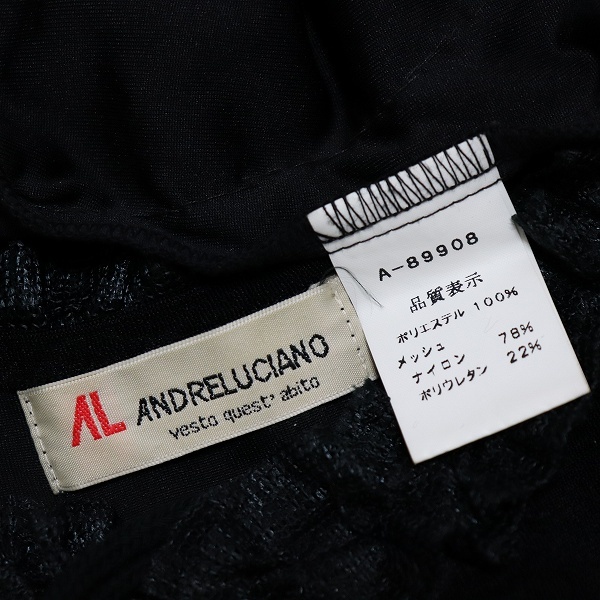 AL ANDRELUCIANO
vesto quest' abito
A-89908
品質表示
ポリエステル 100%
メッシュ
ナイロン 78%
ポリウレタン 22%